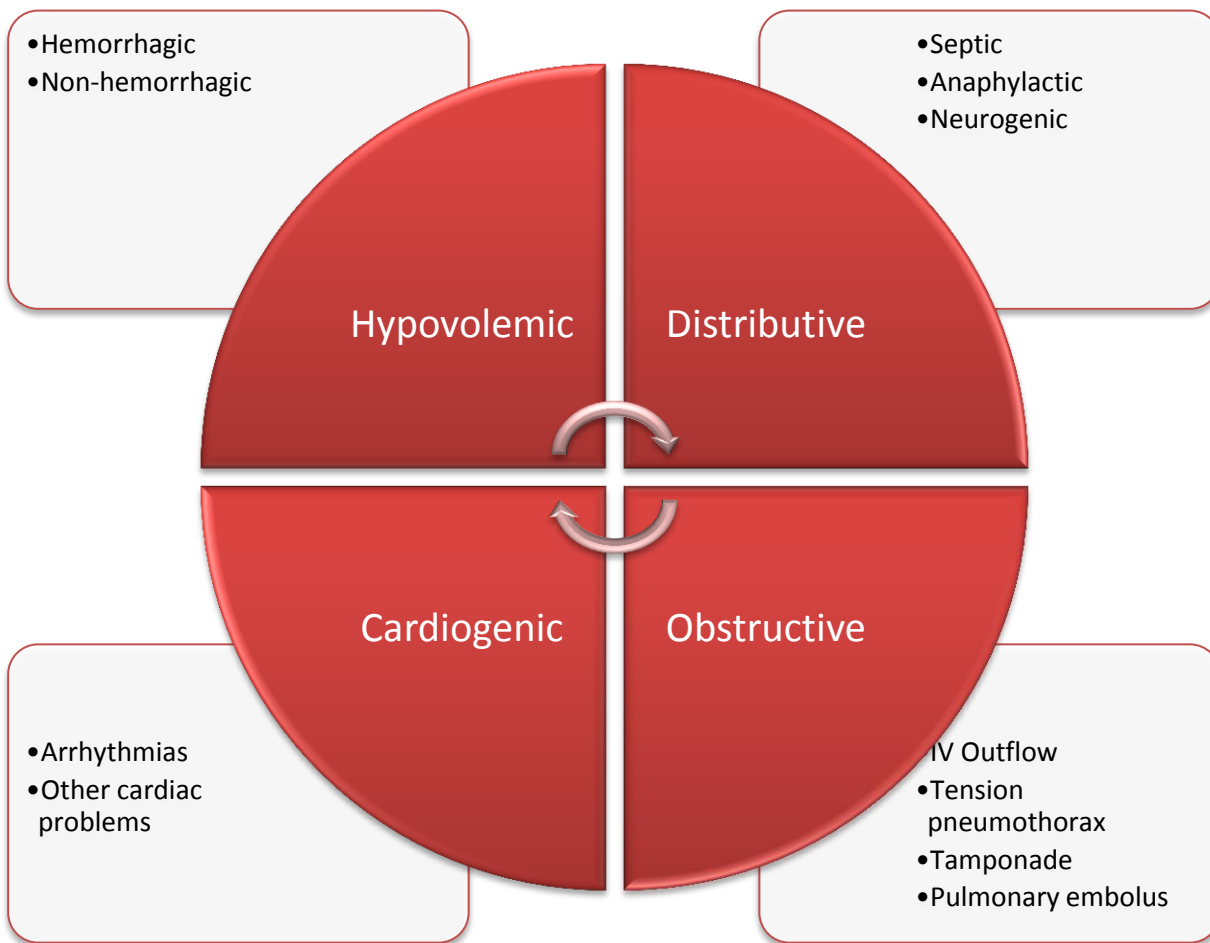 •Hemorrhagic
•Non-hemorrhagic
•Septic
•Anaphylactic
•Neurogenic
Hypovolemic
Distributive
Cardiogenic
Obstructive
•Arrhythmias
•Other cardiac
problems
IV Outflow
•Tension
pneumothorax
•Tamponade
•Pulmonary embolus